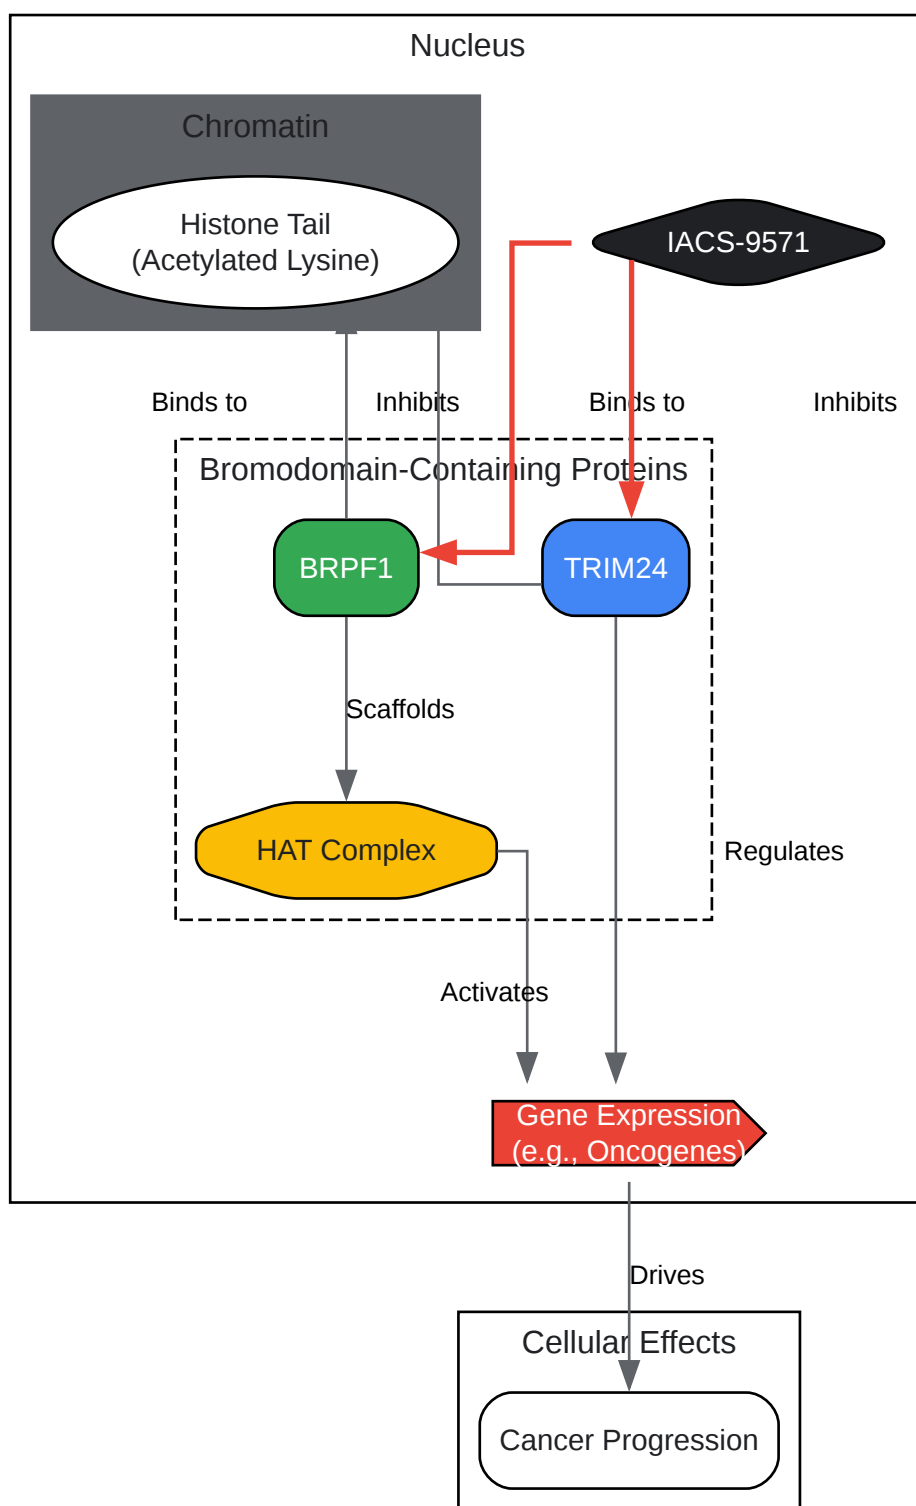 Nucleus
Chromatin
Histone Tail
(Acetylated Lysine)
IACS-9571
Binds to
Inhibits
Binds to
Inhibits
Bromodomain-Containing Proteins
BRPF1
TRIM24
Scaffolds
HAT Complex
Regulates
Activates
Gene Expression
(e.g., Oncogenes)
Drives
Cellular Effects
Cancer Progression